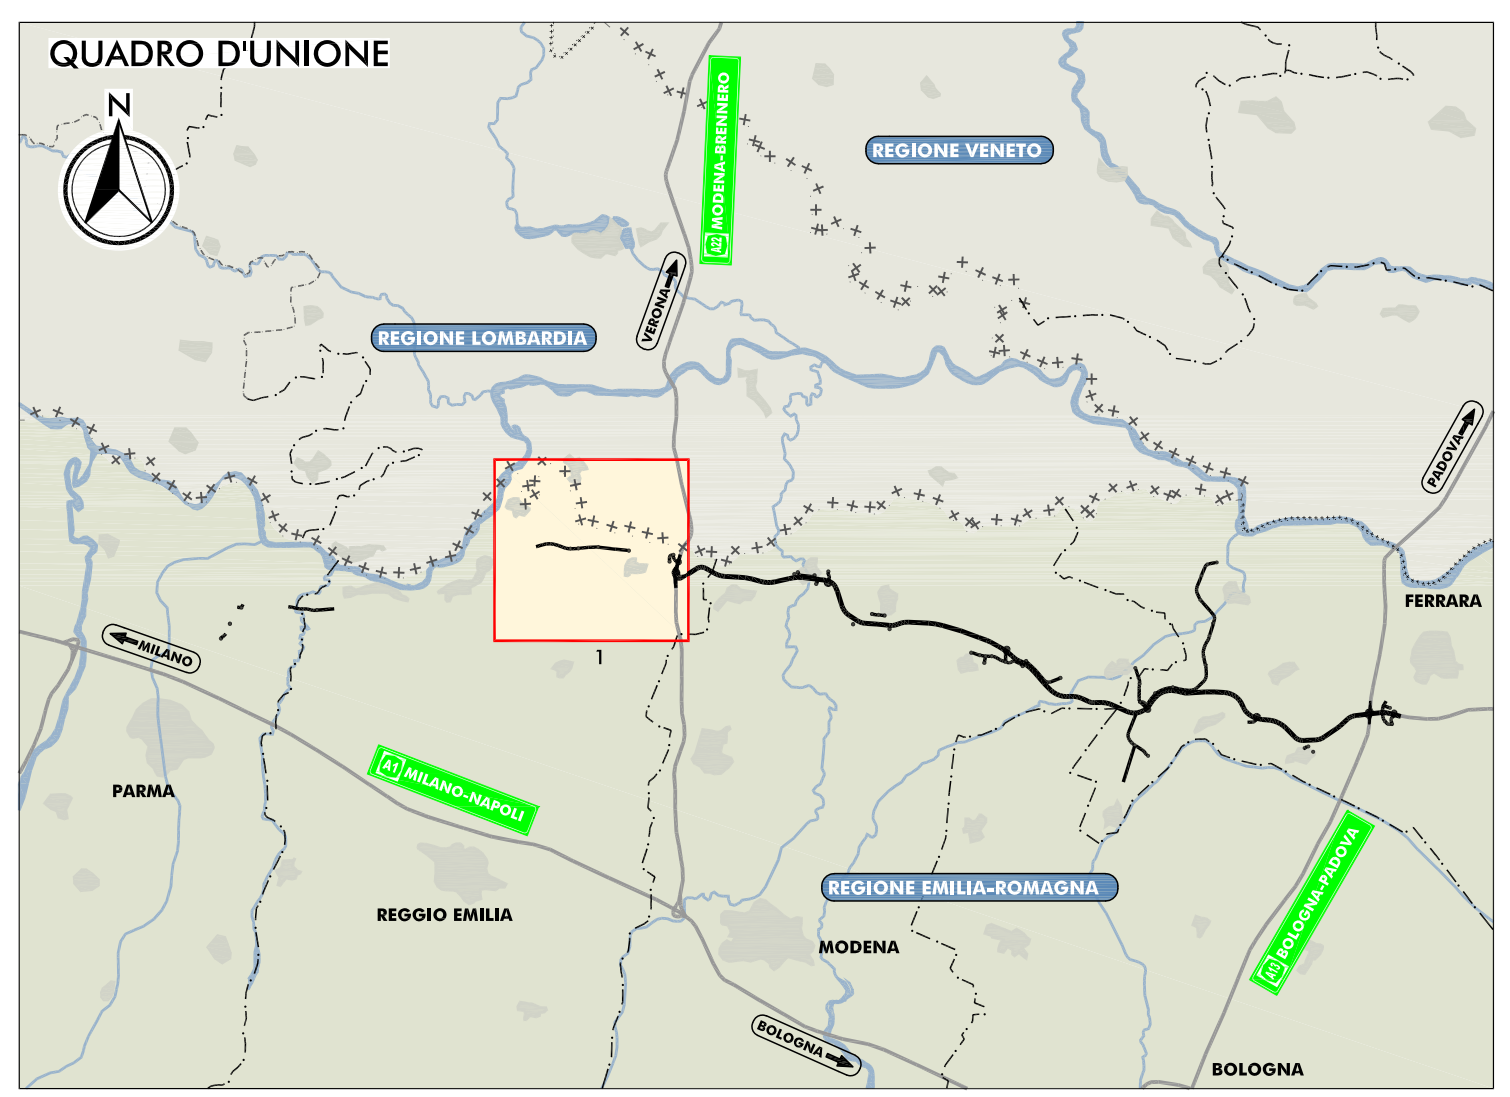 QUADRO D'UNIONE
N
A22 MODENA-BRENNERO
REGIONE VENETO
VERONA
REGIONE LOMBARDIA
PADOVA
FERRARA
MILANO
1
PARMA
A1 MILANO-NAPOLI
REGGIO EMILIA
REGIONE EMILIA-ROMAGNA
MODENA
A13 BOLOGNA-PADOVA
BOLOGNA
BOLOGNA